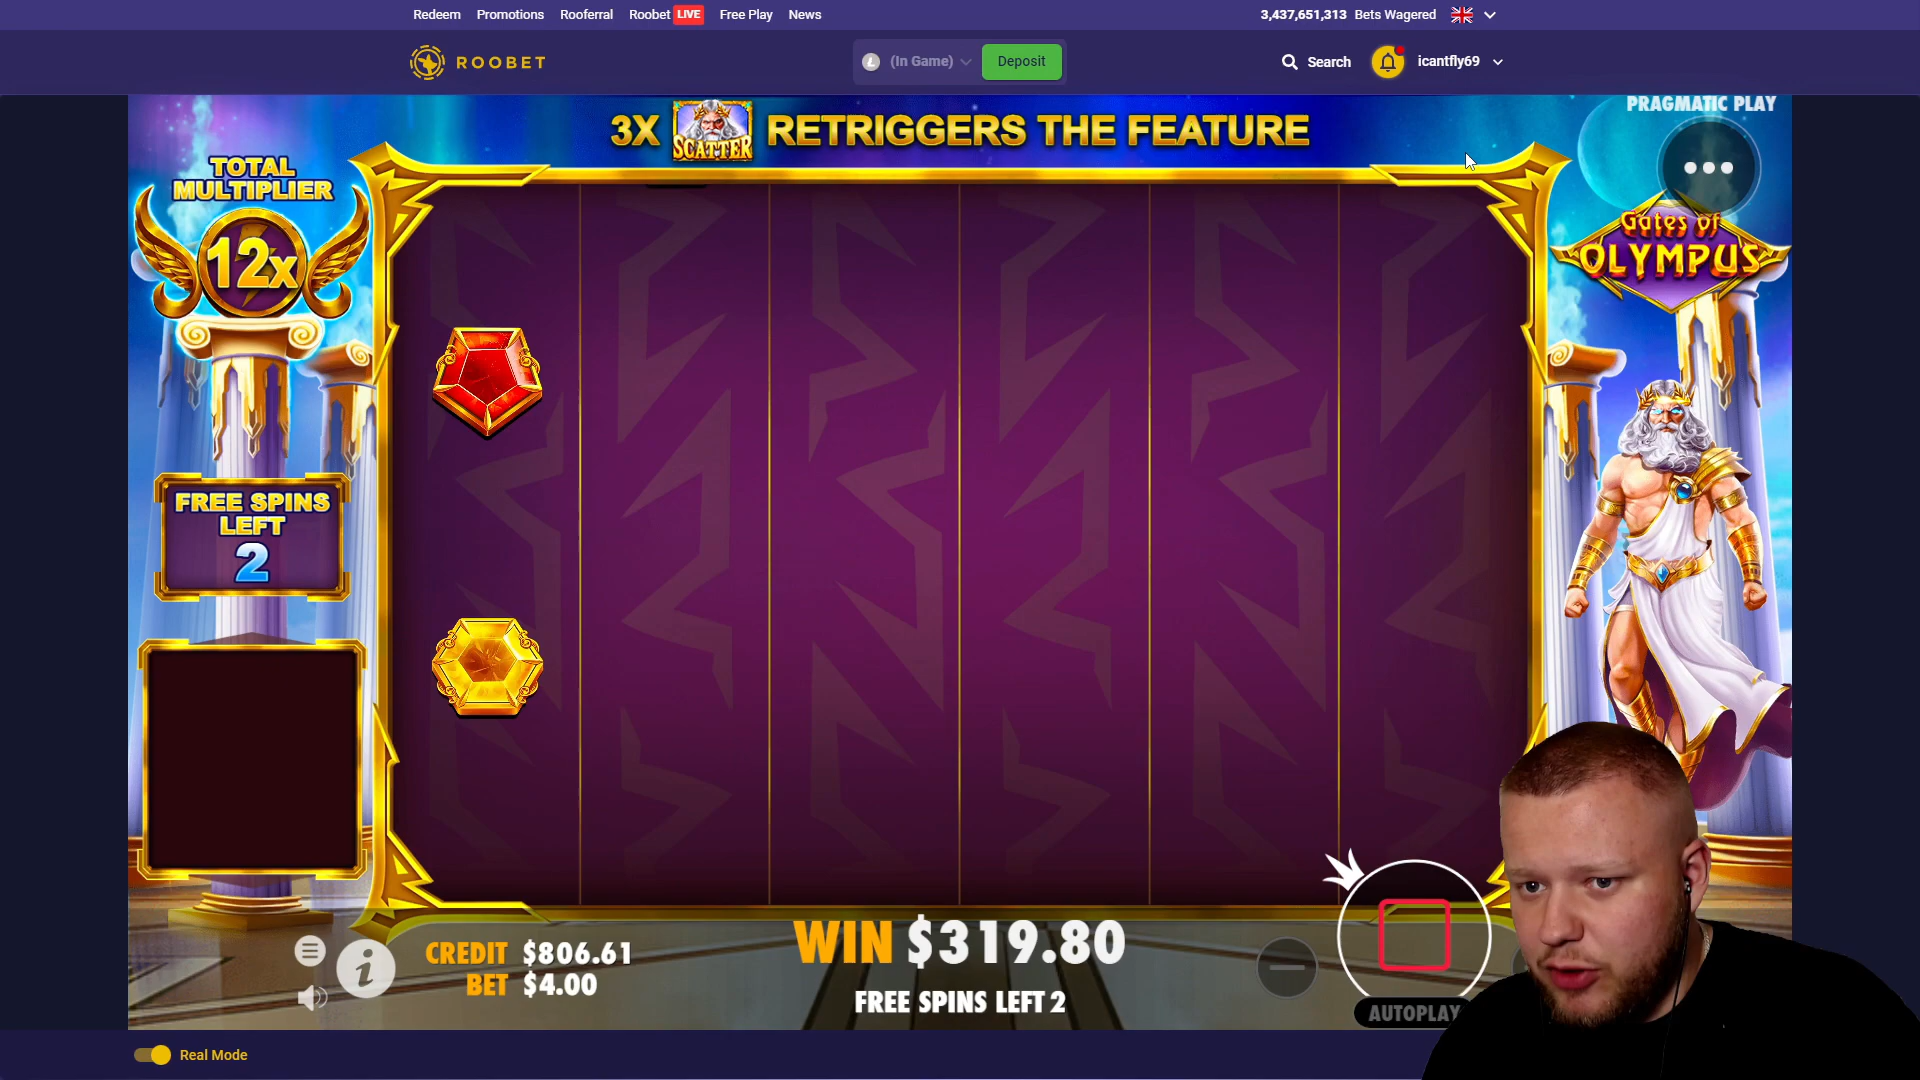 Redeem Promotions Rooferral Roobet LIVE Free Play News
3,437,651,313 Bets Wagered
ROOBET
(In Game)
Deposit
Search
icantfly69
PRAGMATIC PLAY
3X SCATTER RETRIGGERS THE FEATURE
TOTAL
MULTIPLIER
12x
Gates of
OLYMPUS
FREE SPINS
LEFT
2
CREDIT $806.61
BET $4.00
WIN $319.80
FREE SPINS LEFT 2
AUTOPLAY
Real Mode